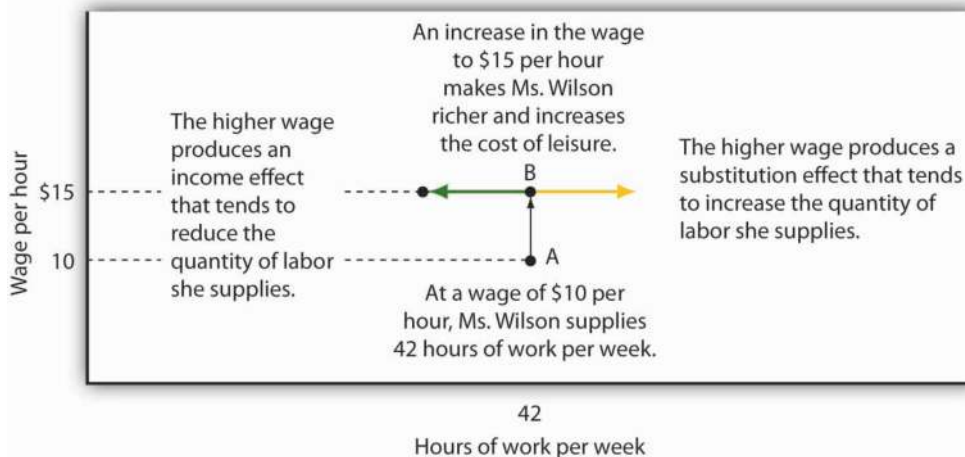 An increase in the wage
to $15 per hour
makes Ms. Wilson
richer and increases
the cost of leisure.
The higher wage
produces an
income effect
that tends to
reduce the
quantity of labor
she supplies.
The higher wage produces a
substitution effect that tends
to increase the quantity of
labor she supplies.
Wage per hour
$15
10
B
A
At a wage of $10 per
hour, Ms. Wilson supplies
42 hours of work per week.
42
Hours of work per week